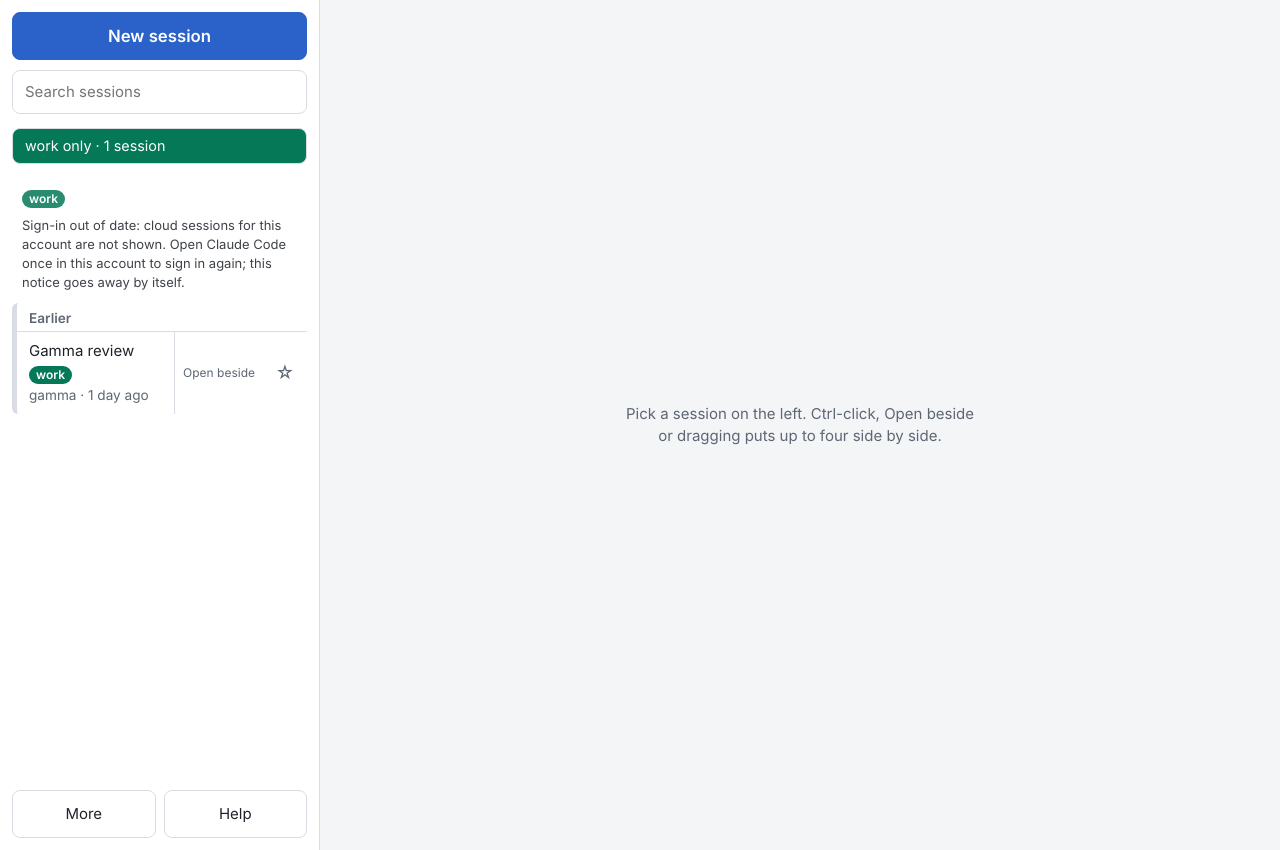 New session
Search sessions
work only · 1 session
work
Sign-in out of date: cloud sessions for this
account are not shown. Open Claude Code
once in this account to sign in again; this
notice goes away by itself.
Earlier
Gamma review
work
gamma · 1 day ago
Open beside
Pick a session on the left. Ctrl-click, Open beside
or dragging puts up to four side by side.
More
Help